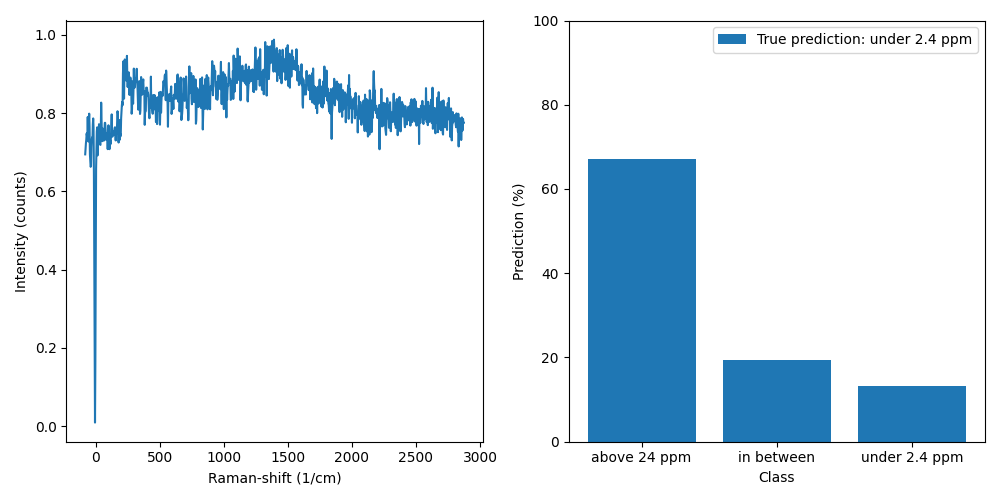 1.0
0.8
0.6
0.4
0.2
0.0
Intensity (counts)
0 500 1000 1500 2000 2500 3000
Raman-shift (1/cm)
100
80
60
40
20
0
Prediction (%)
True prediction: under 2.4 ppm
above 24 ppm in between under 2.4 ppm
Class